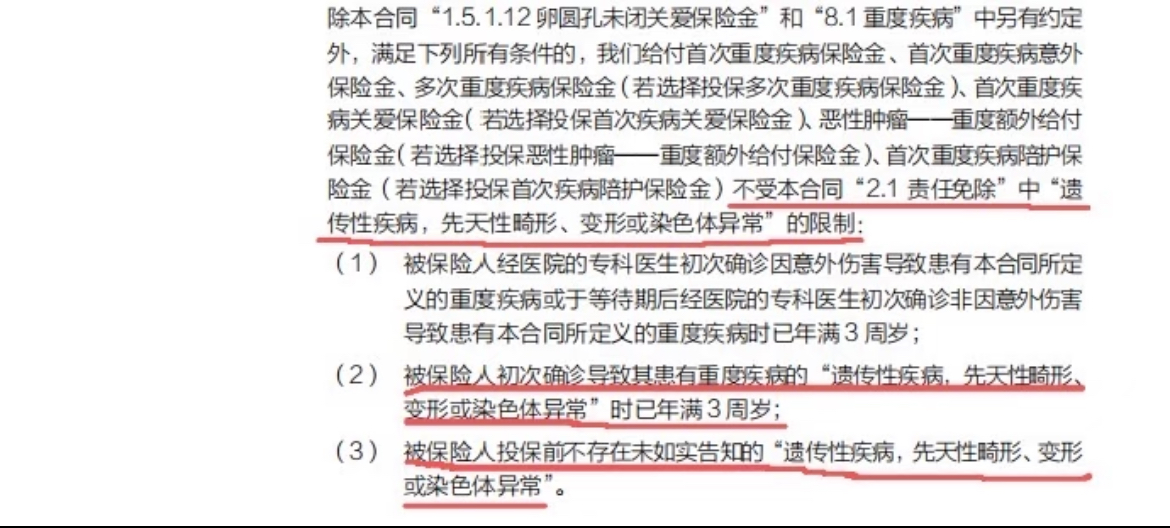 除本合同“1.5.1.12 卵圆孔未闭关爱保险金”和“8.1 重度疾病”中另有约定
外，满足下列所有条件的，我们给付首次重度疾病保险金、首次重度疾病意外
保险金、多次重度疾病保险金（若选择投保多次重度疾病保险金）、首次重度疾
病关爱保险金（若选择投保首次疾病关爱保险金）、恶性肿瘤——重度额外给付
保险金（若选择投保恶性肿瘤——重度额外给付保险金）、首次重度疾病陪护保
险金（若选择投保首次疾病陪护保险金）不受本合同“2.1 责任免除”中“遗
传性疾病，先天性畸形、变形或染色体异常”的限制：
（1） 被保险人经医院的专科医生初次确诊因意外伤害导致患有本合同所定
义的重度疾病或于等待期后经医院的专科医生初次确诊非因意外伤害
导致患有本合同所定义的重度疾病时已年满 3 周岁；
（2） 被保险人初次确诊导致其患有重度疾病的“遗传性疾病，先天性畸形、
变形或染色体异常”时已年满 3 周岁；
（3） 被保险人投保前不存在未如实告知的“遗传性疾病，先天性畸形、变形
或染色体异常”。